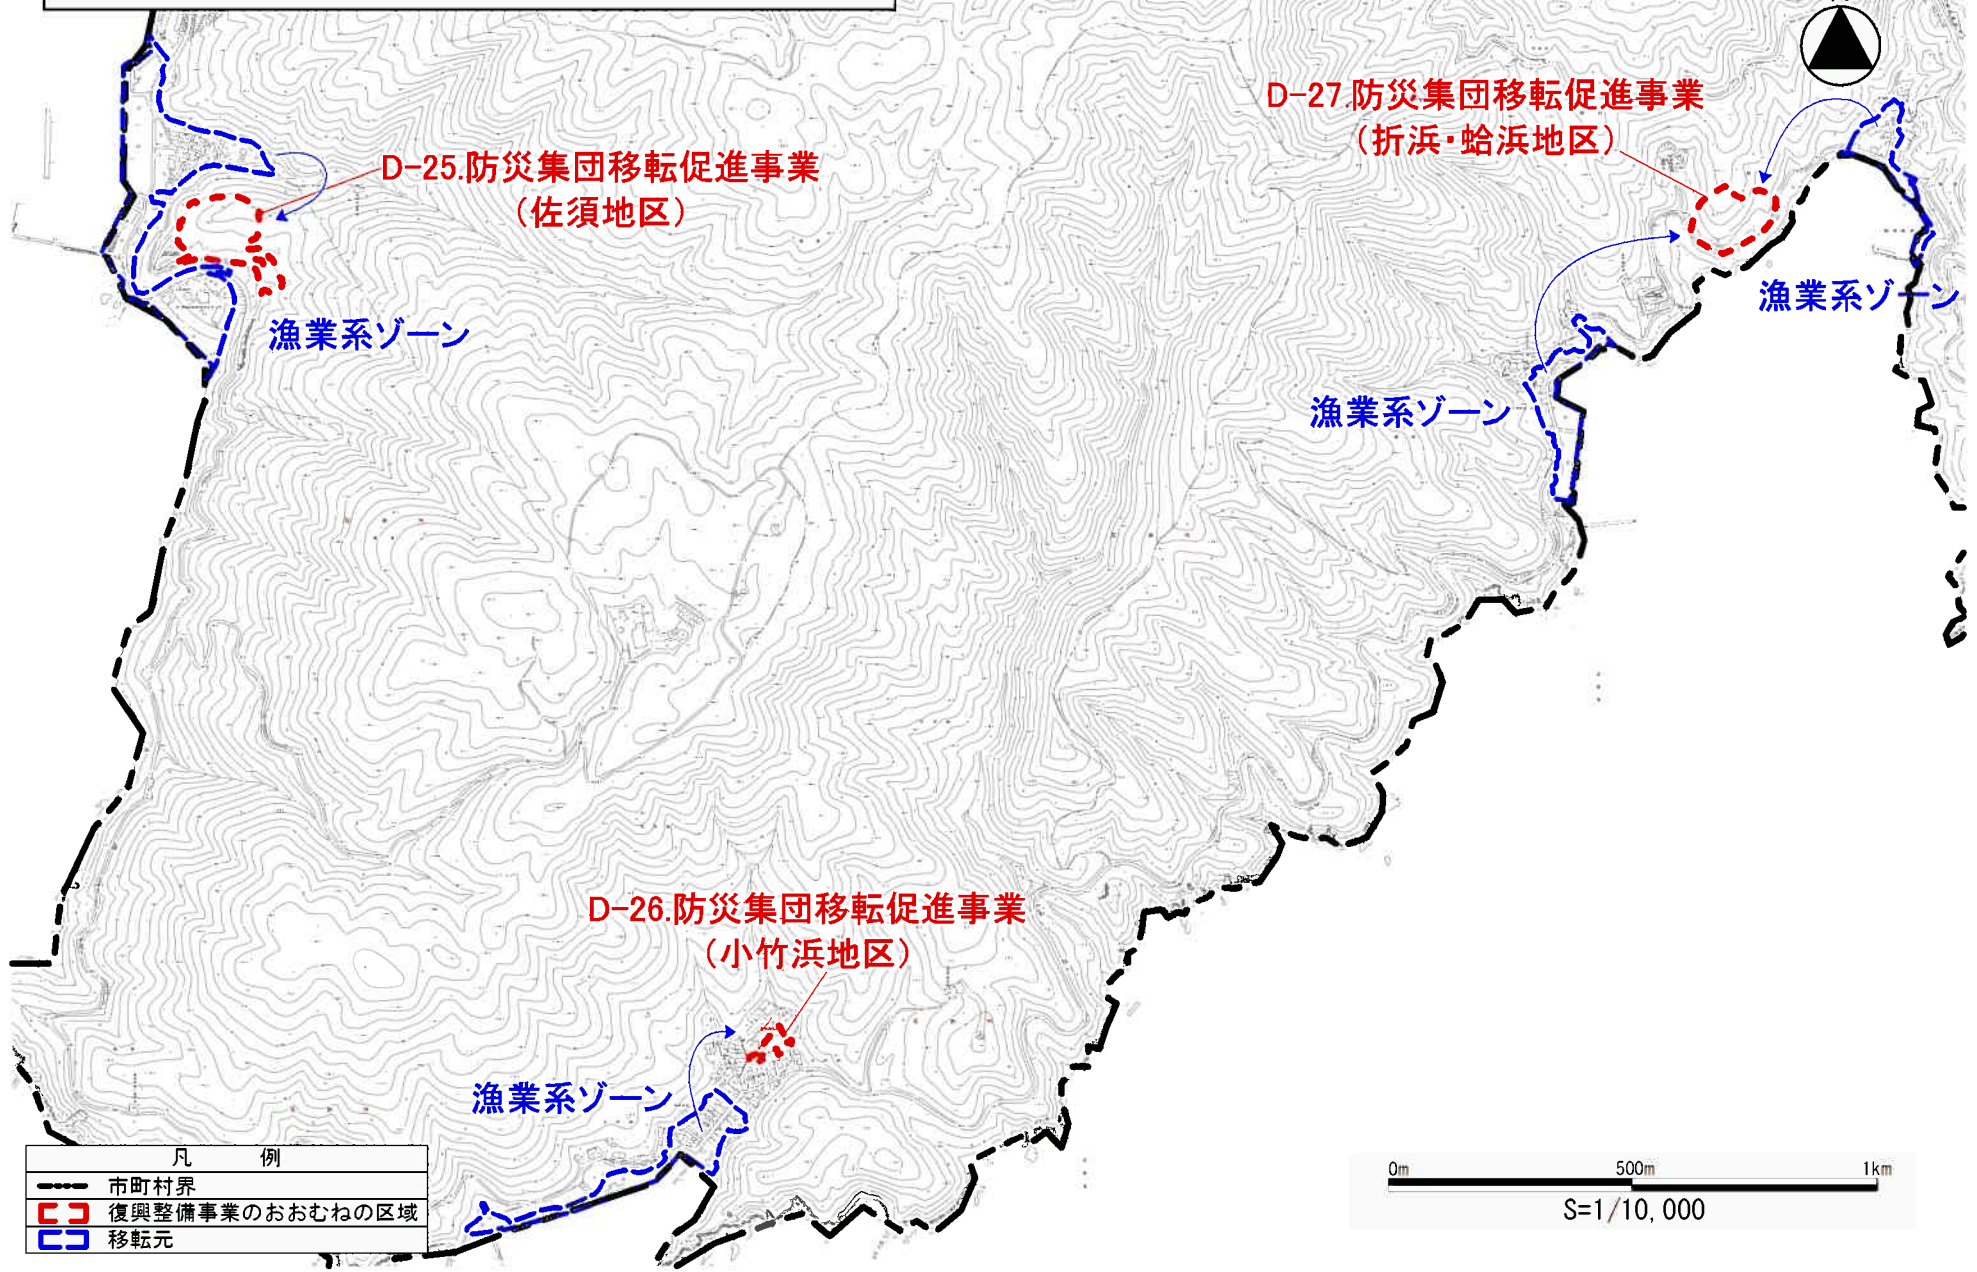 D-27.防災集団移転促進事業
(折浜・蛤浜地区)
D-25.防災集団移転促進事業
(佐須地区)
漁業系ゾーン
漁業系ゾーン
漁業系ゾーン
D-26.防災集団移転促進事業
(小竹浜地区)
漁業系ゾーン
凡 例
市町村界
復興整備事業のおおむねの区域
移転元
0m 500m 1km
S=1/10,000